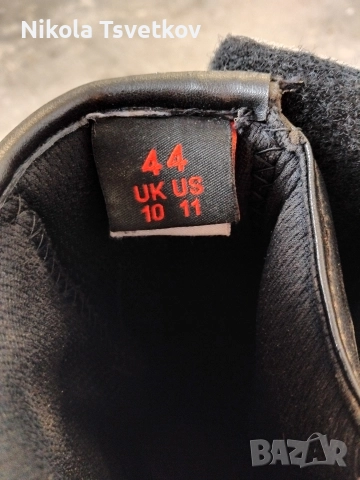 Nikola Tsvetkov
44
UK US
10 11
BAZAR